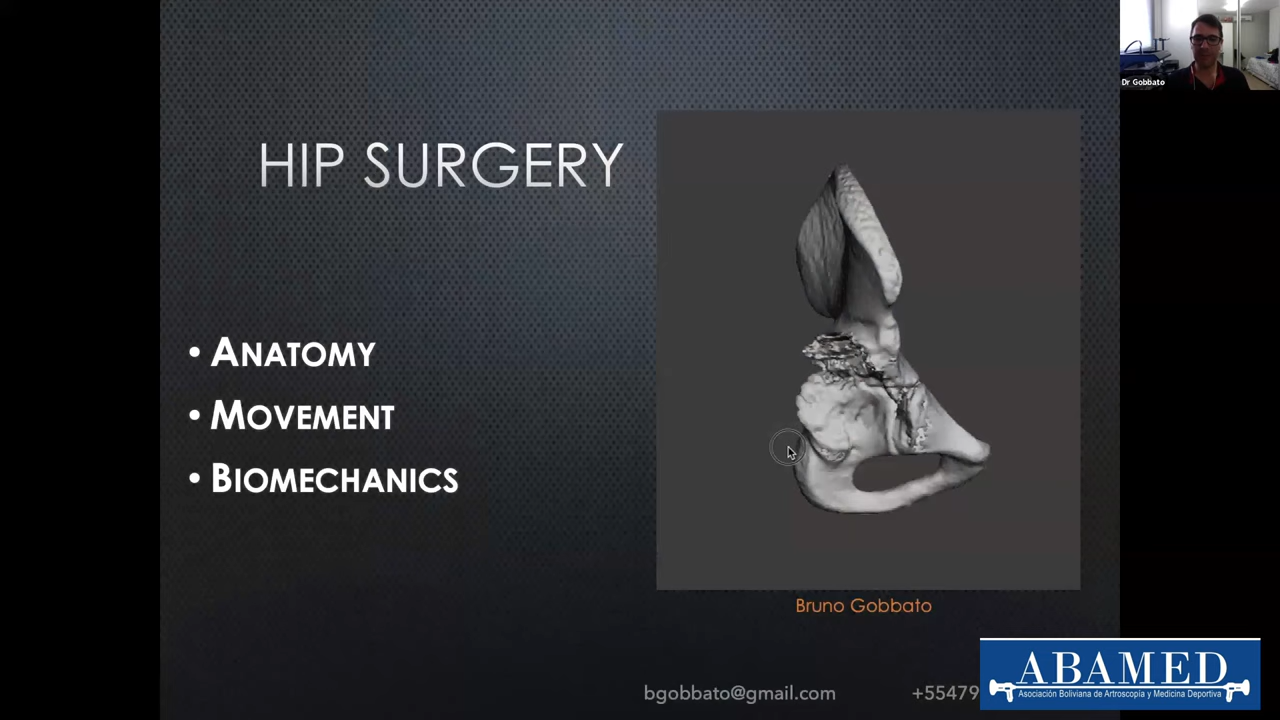 Dr Gobbato
HIP SURGERY
• ANATOMY
• MOVEMENT
• BIOMECHANICS
Bruno Gobbato
bgobbato@gmail.com
+55479
ABAMED
Asociación Boliviana de Artroscopía y Medicina Deportiva